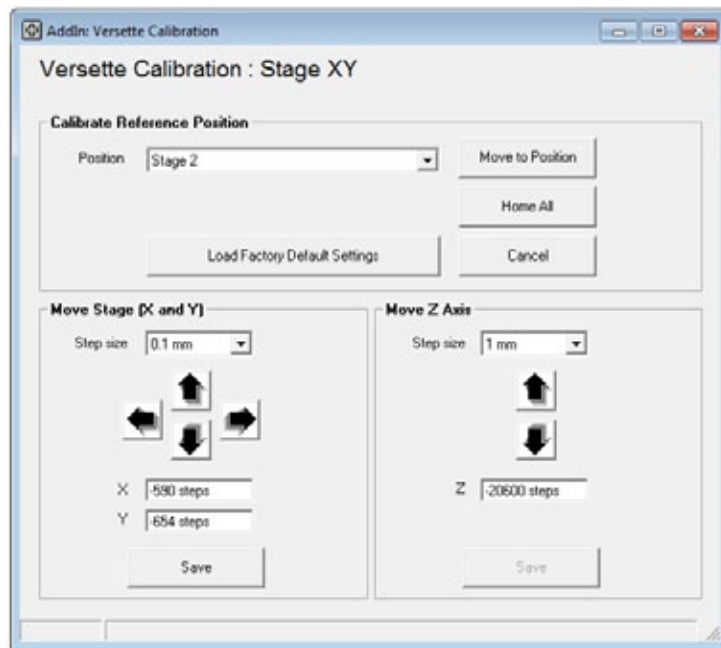 AddIn: Versette Calibration
Versette Calibration : Stage XY
Calibrate Reference Position
Position Stage 2 Move to Position
Home All
Load Factory Default Settings Cancel
Move Stage (X and Y) Move Z Axis
Step size 0.1 mm Step size 1 mm
X -590 steps Z -20600 steps
Y -654 steps
Save Save